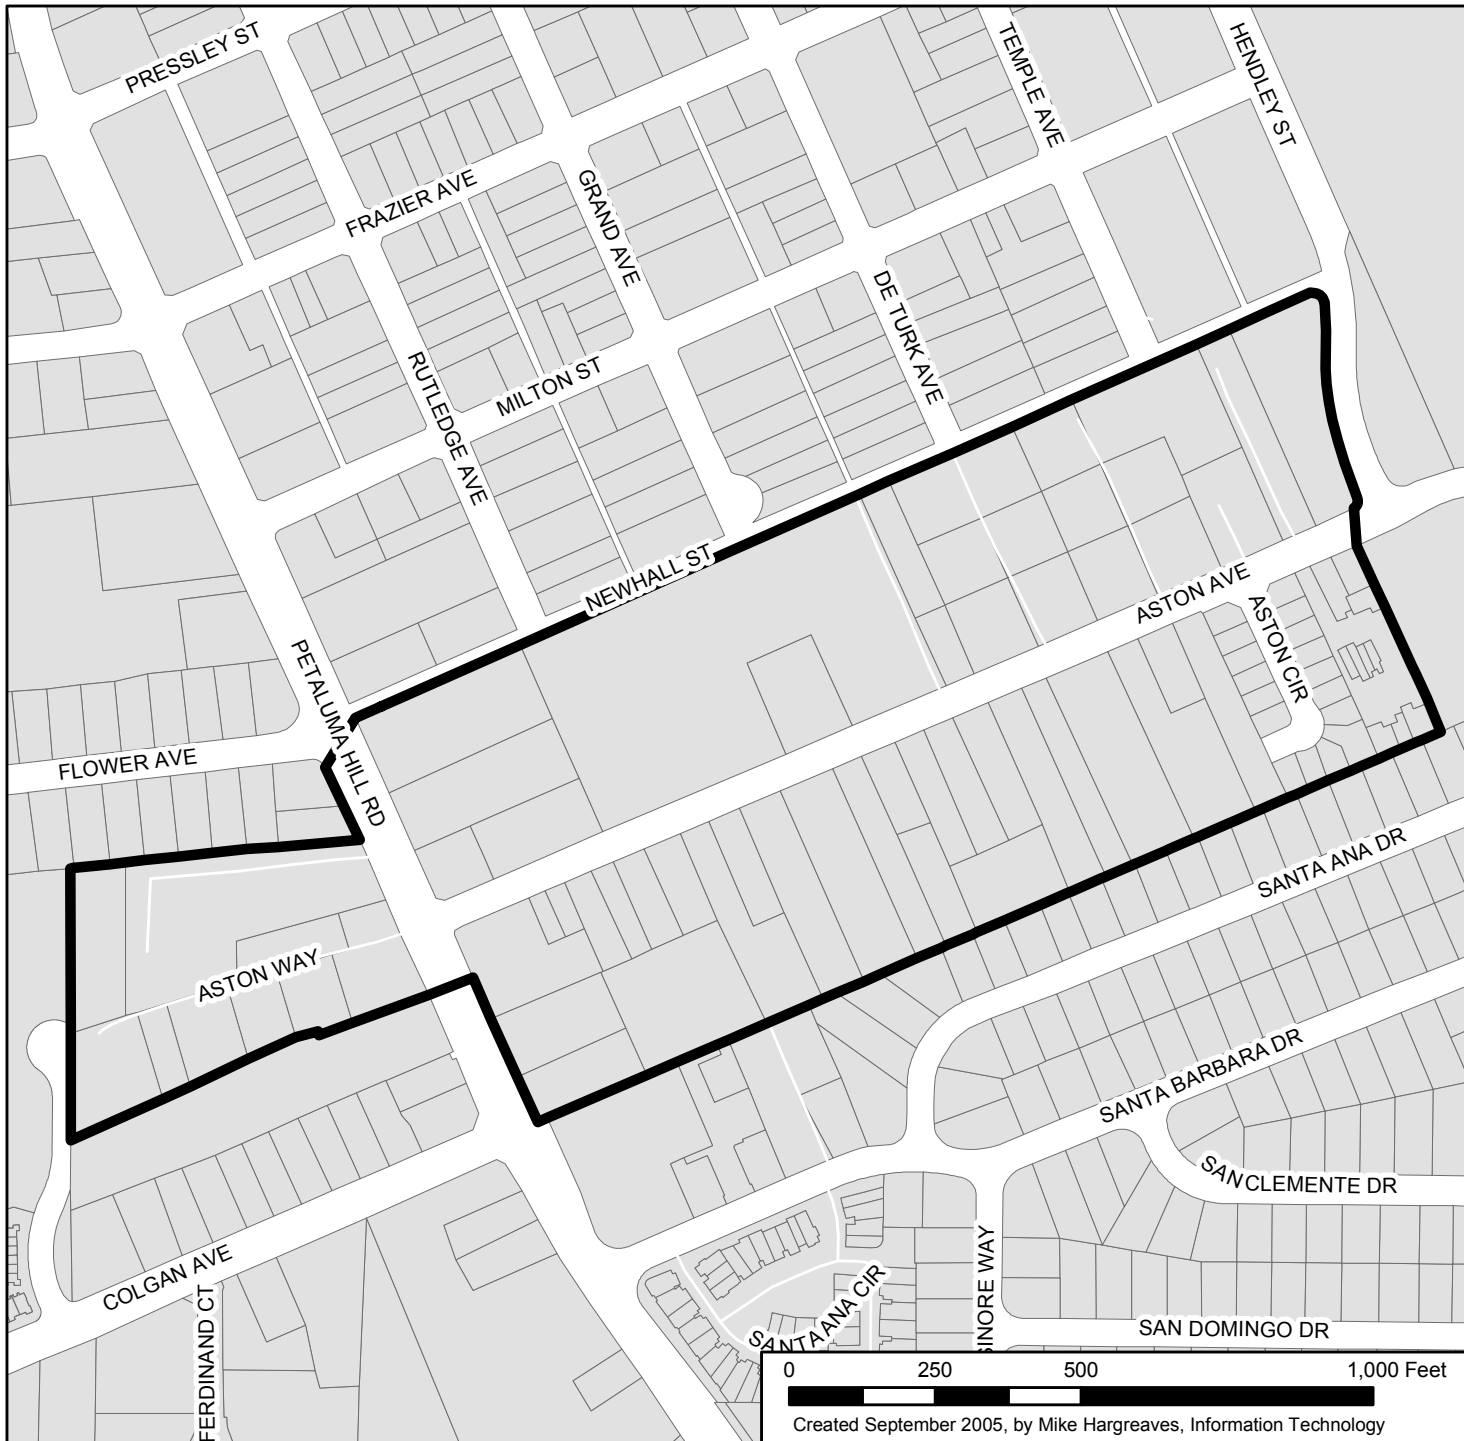 PRESSLEY ST
TEMPLE AVE
HENDLEY ST
FRAZIER AVE
GRAND AVE
DE TURK AVE
RUTLEDGE AVE
MILTON ST
NEWHALL ST
ASTON AVE
ASTON CIR
PETALUMA HILL RD
FLOWER AVE
SANTA ANA DR
ASTON WAY
SANTA BARBARA DR
SAN CLEMENTE DR
COLGAN AVE
FERDINAND CT
SINORE WAY
SANTA ANA CIR
SAN DOMINGO DR
0 250 500 1,000 Feet
Created September 2005, by Mike Hargreaves, Information Technology